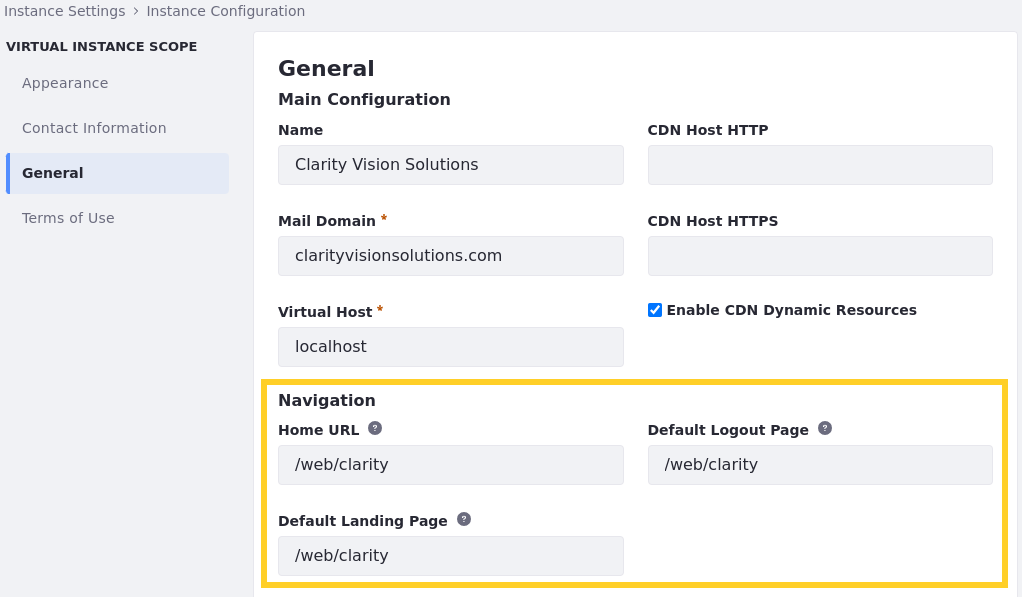 Instance Settings › Instance Configuration
VIRTUAL INSTANCE SCOPE
Appearance
Contact Information
General
Terms of Use
General
Main Configuration
Name
Clarity Vision Solutions
CDN Host HTTP
Mail Domain *
clarityvisionsolutions.com
CDN Host HTTPS
Virtual Host *
localhost
Enable CDN Dynamic Resources
Navigation
Home URL ?
/web/clarity
Default Logout Page ?
/web/clarity
Default Landing Page ?
/web/clarity